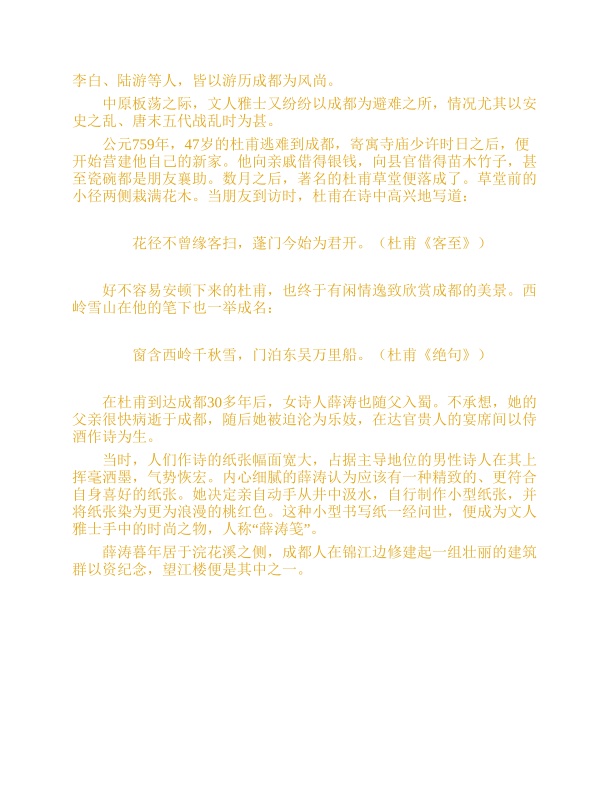 李白、陆游等人，皆以游历成都为风尚。
中原板荡之际，文人雅士又纷纷以成都为避难之所，情况尤其以安
史之乱、唐末五代战乱时为甚。
公元759年，47岁的杜甫逃难到成都，寄寓寺庙少许时日之后，便
开始营建他自己的新家。他向亲戚借得银钱，向县官借得苗木竹子，甚
至瓷碗都是朋友襄助。数月之后，著名的杜甫草堂便落成了。草堂前的
小径两侧栽满花木。当朋友到访时，杜甫在诗中高兴地写道：
花径不曾缘客扫，蓬门今始为君开。（杜甫《客至》）
好不容易安顿下来的杜甫，也终于有闲情逸致欣赏成都的美景。西
岭雪山在他的笔下也一举成名：
窗含西岭千秋雪，门泊东吴万里船。（杜甫《绝句》）
在杜甫到达成都30多年后，女诗人薛涛也随父入蜀。不承想，她的
父亲很快病逝于成都，随后她被迫沦为乐妓，在达官贵人的宴席间以侍
酒作诗为生。
当时，人们作诗的纸张幅面宽大，占据主导地位的男性诗人在其上
挥毫洒墨，气势恢宏。内心细腻的薛涛认为应该有一种精致的、更符合
自身喜好的纸张。她决定亲自动手从井中汲水，自行制作小型纸张，并
将纸张染为更为浪漫的桃红色。这种小型书写纸一经问世，便成为文人
雅士手中的时尚之物，人称“薛涛笺”。
薛涛暮年居于浣花溪之侧，成都人在锦江边修建起一组壮丽的建筑
群以资纪念，望江楼便是其中之一。